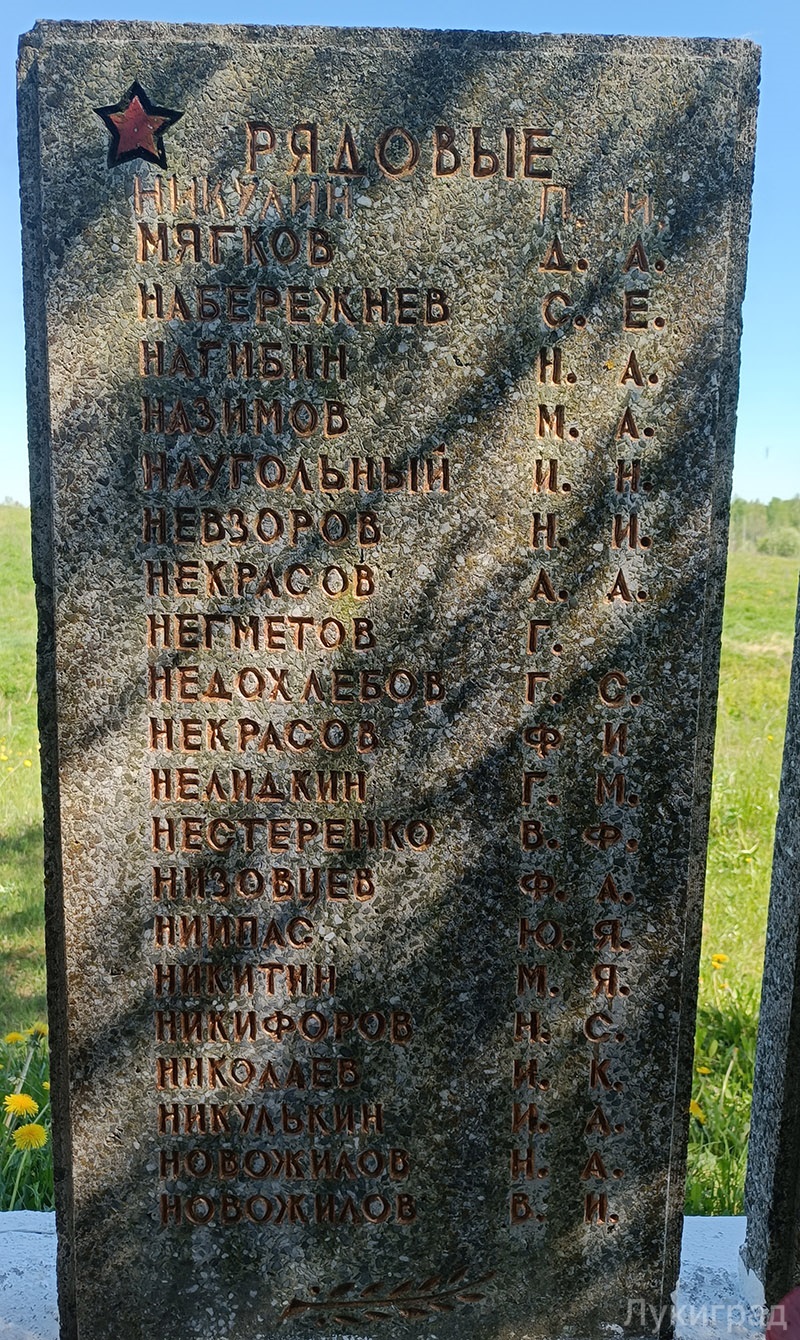 РЯДОВЫЕ
НИКУЛИН П. И.
МЯГКОВ Д. А.
НАБЕРЕЖНЕВ С. Е.
НАГИБИН Н. А.
НАЗИМОВ М. А.
НАУГОЛЬНЫЙ И. Н.
НЕВЗОРОВ Н. И.
НЕКРАСОВ А. А.
НЕГМЕТОВ Г.
НЕДОХЛЕБОВ Г. С.
НЕКРАСОВ Ф И
НЕЛИДКИН Г. М.
НЕСТЕРЕНКО В. Ф.
НИЗОВЦЕВ Ф. А.
НИИПАС Ю. Я.
НИКИТИН М. Я.
НИКИФОРОВ Н. С.
НИКОЛАЕВ И. К.
НИКУЛЬКИН И. А.
НОВОЖИЛОВ Н. А.
НОВОЖИЛОВ В. И.
Лукиград